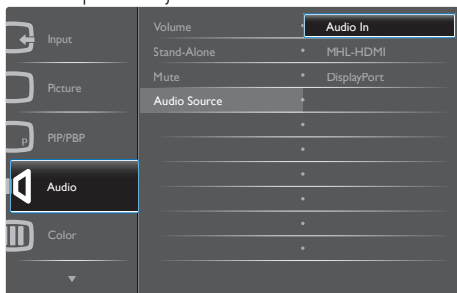 Input
Picture
PIP/PBP
Audio
Color
Volume
Stand-Alone
Mute
Audio Source
Audio In
MHL-HDMI
DisplayPort